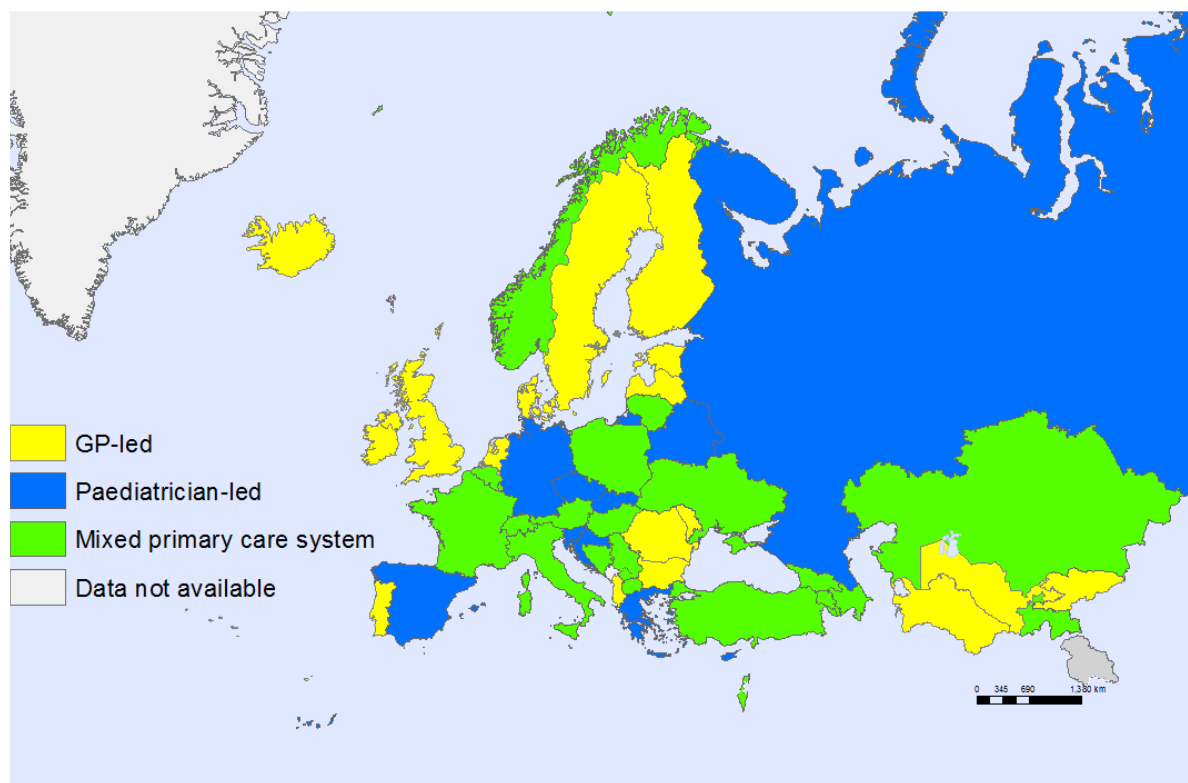 GP-led
Paediatrician-led
Mixed primary care system
Data not available
0 345 690 1,380 km